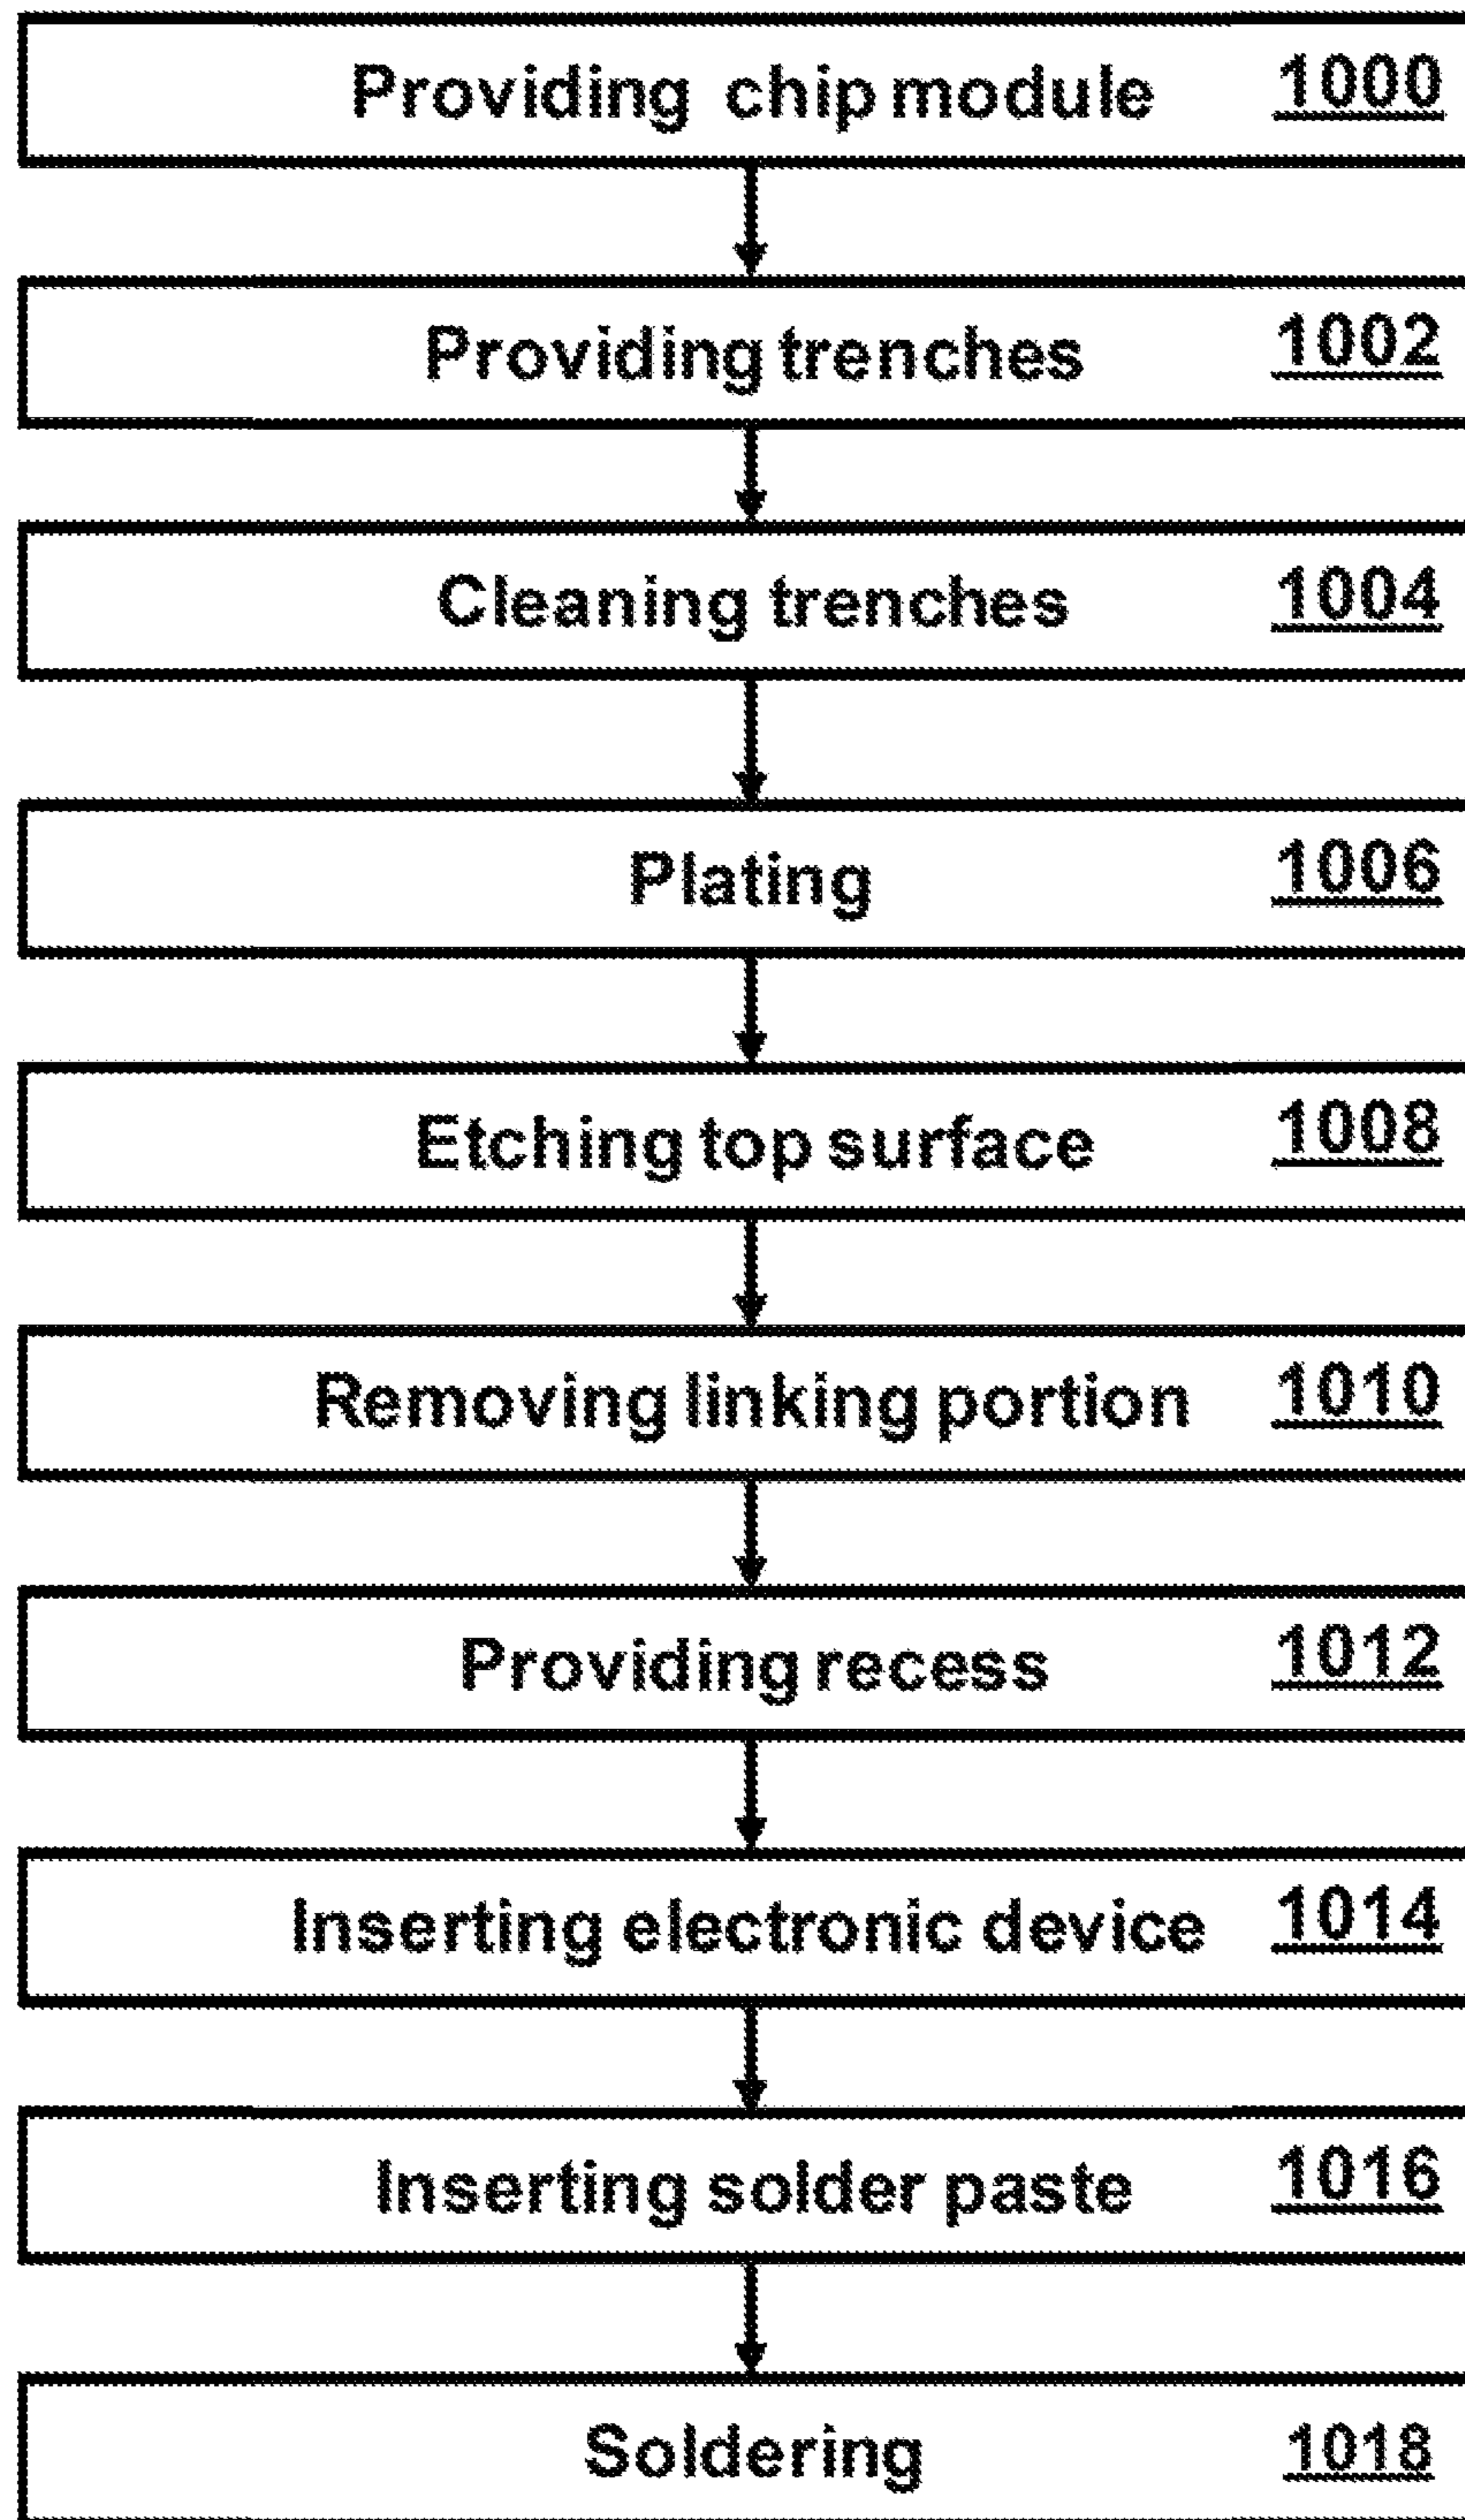 Providing chip module 1000
Providing trenches 1002
Cleaning trenches 1004
Plating 1006
Etching top surface 1008
Removing linking portion 1010
Providing recess 1012
Inserting electronic device 1014
Inserting solder paste 1016
Soldering 1018